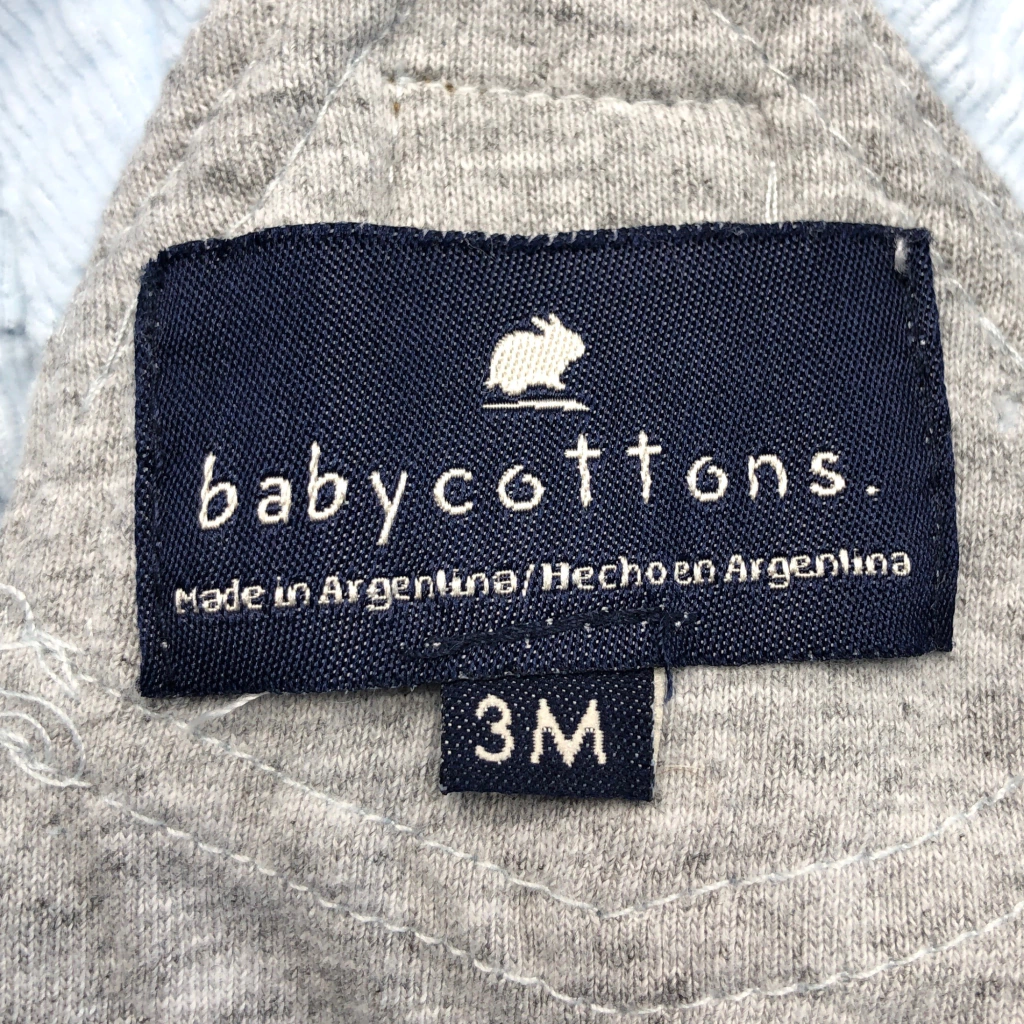 babycottons.
Made in Argentina/Hecho en Argentina
3M